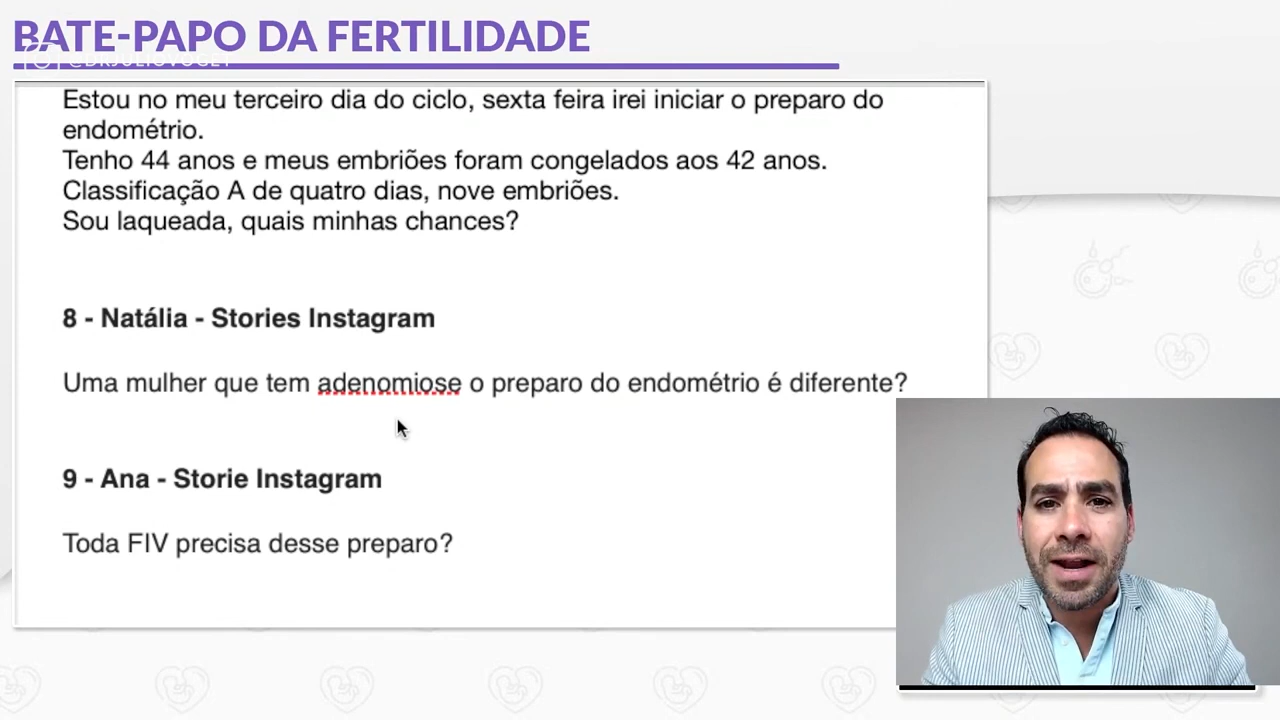 BATE-PAPO DA FERTILIDADE
@DRJULIOVOGET
Estou no meu terceiro dia do ciclo, sexta feira irei iniciar o preparo do
endométrio.
Tenho 44 anos e meus embriões foram congelados aos 42 anos.
Classificação A de quatro dias, nove embriões.
Sou laqueada, quais minhas chances?
8 - Natália - Stories Instagram
Uma mulher que tem adenomiose o preparo do endométrio é diferente?
9 - Ana - Storie Instagram
Toda FIV precisa desse preparo?